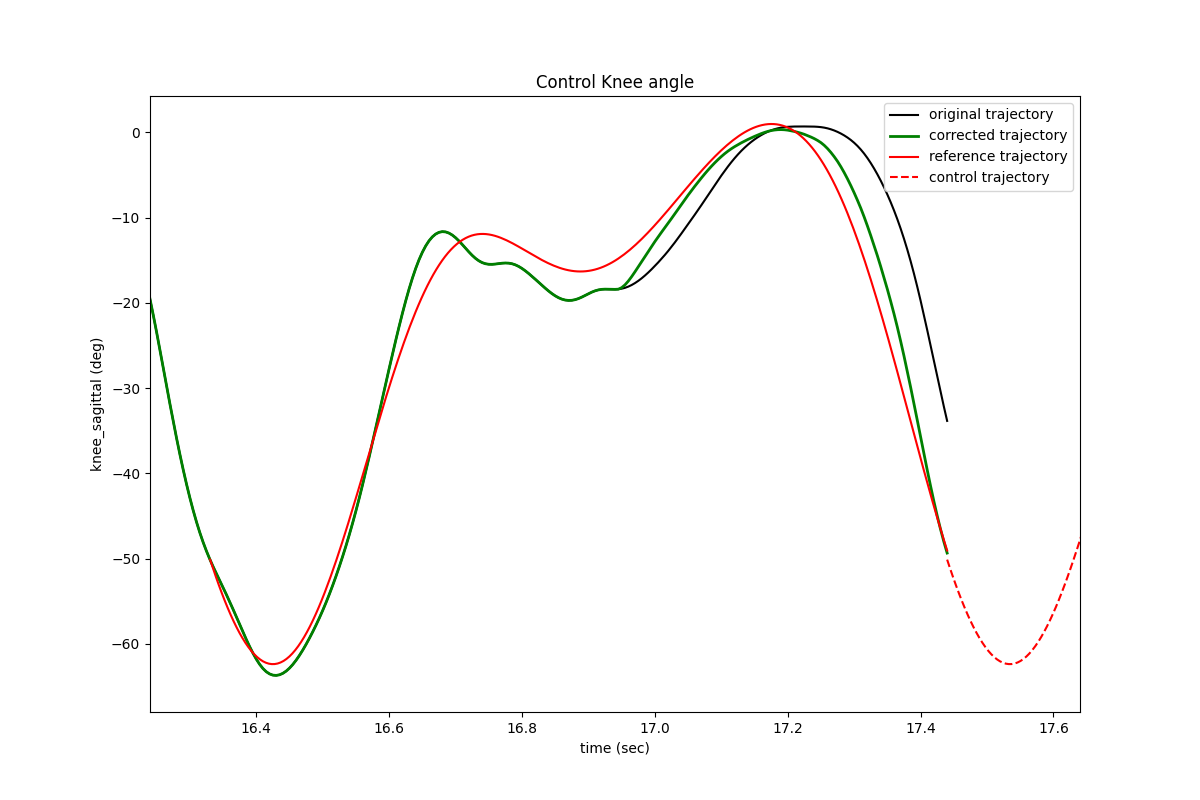 Control Knee angle
original trajectory
corrected trajectory
reference trajectory
control trajectory
knee_sagittal (deg)
0
−10
−20
−30
−40
−50
−60
16.4 16.6 16.8 17.0 17.2 17.4 17.6
time (sec)